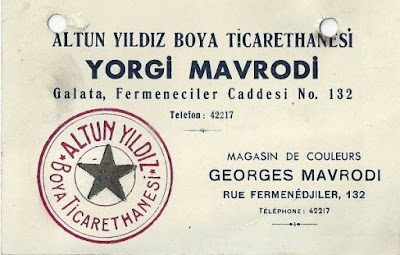 ALTUN YILDIZ BOYA TİCARETHANESİ
YORGİ MAVRODİ
Galata, Fermeneciler Caddesi No. 132
Telefon: 42217
ALTUN YILDIZ
BOYA TİCARETHANESİ
MAGASIN DE COULEURS
GEORGES MAVRODI
RUE FERMENÉDJILER, 132
TÉLÉPHONE: 42217